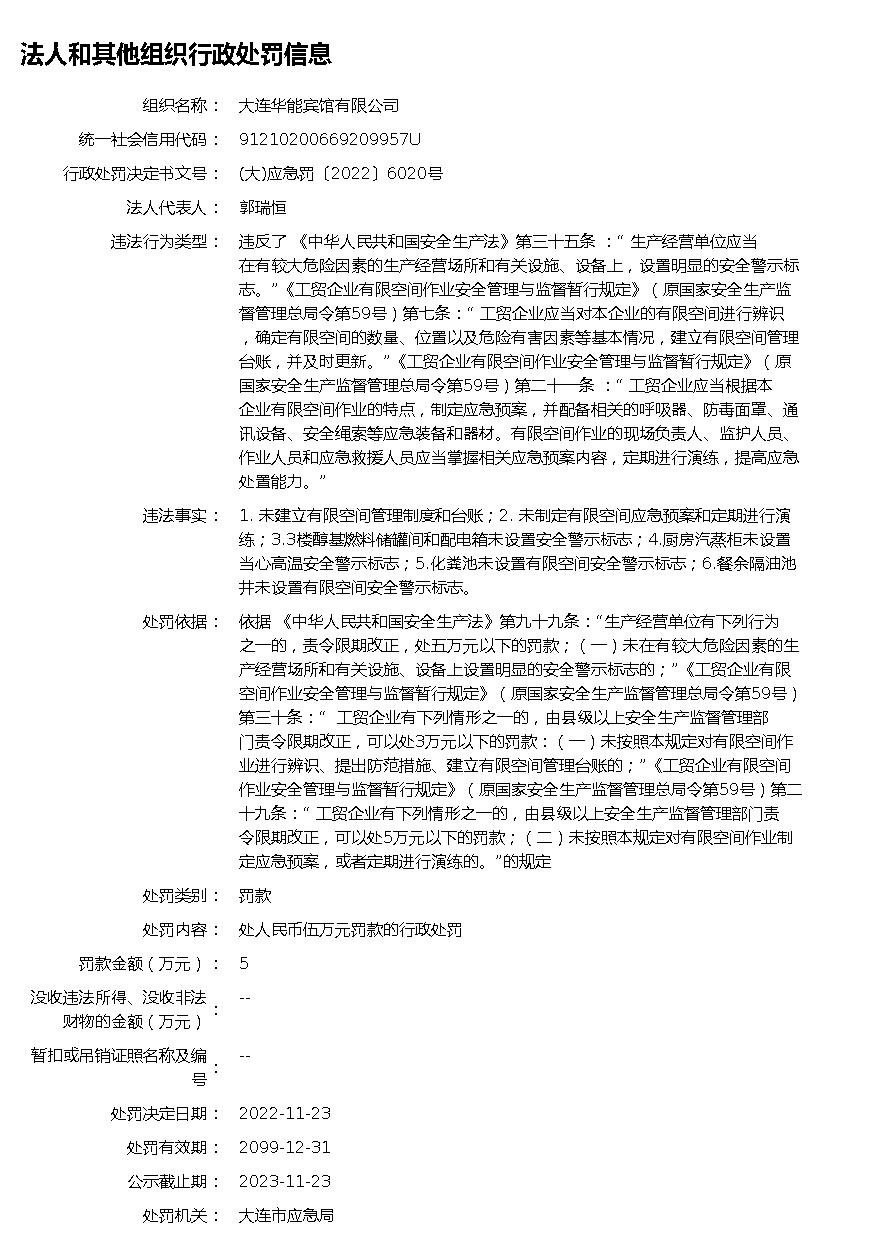 法人和其他组织行政处罚信息
组织名称： 大连华能宾馆有限公司
统一社会信用代码： 91210200669209957U
行政处罚决定书文号： (大)应急罚〔2022〕6020号
法人代表人： 郭瑞恒
违法行为类型： 违反了 《中华人民共和国安全生产法》第三十五条 ：“ 生产经营单位应当
在有较大危险因素的生产经营场所和有关设施、设备上，设置明显的安全警示标
志。”《工贸企业有限空间作业安全管理与监督暂行规定》（原国家安全生产监
督管理总局令第59号）第七条：“ 工贸企业应当对本企业的有限空间进行辨识
，确定有限空间的数量、位置以及危险有害因素等基本情况，建立有限空间管理
台账，并及时更新。”《工贸企业有限空间作业安全管理与监督暂行规定》（原
国家安全生产监督管理总局令第59号）第二十一条 ：“ 工贸企业应当根据本
企业有限空间作业的特点，制定应急预案，并配备相关的呼吸器、防毒面罩、通
讯设备、安全绳索等应急装备和器材。有限空间作业的现场负责人、监护人员、
作业人员和应急救援人员应当掌握相关应急预案内容，定期进行演练，提高应急
处置能力。”
违法事实： 1. 未建立有限空间管理制度和台账；2. 未制定有限空间应急预案和定期进行演
练；3.3楼醇基燃料储罐间和配电箱未设置安全警示标志；4.厨房汽蒸柜未设置
当心高温安全警示标志；5.化粪池未设置有限空间安全警示标志；6.餐余隔油池
井未设置有限空间安全警示标志。
处罚依据： 依据 《中华人民共和国安全生产法》第九十九条：“生产经营单位有下列行为
之一的，责令限期改正，处五万元以下的罚款；（一）未在有较大危险因素的生
产经营场所和有关设施、设备上设置明显的安全警示标志的；”《工贸企业有限
空间作业安全管理与监督暂行规定》（原国家安全生产监督管理总局令第59号）
第三十条：“ 工贸企业有下列情形之一的，由县级以上安全生产监督管理部
门责令限期改正，可以处3万元以下的罚款：（一）未按照本规定对有限空间作
业进行辨识、提出防范措施、建立有限空间管理台账的；”《工贸企业有限空间
作业安全管理与监督暂行规定》（原国家安全生产监督管理总局令第59号）第二
十九条：“ 工贸企业有下列情形之一的，由县级以上安全生产监督管理部门责
令限期改正，可以处5万元以下的罚款；（二）未按照本规定对有限空间作业制
定应急预案，或者定期进行演练的。”的规定
处罚类别： 罚款
处罚内容： 处人民币伍万元罚款的行政处罚
罚款金额（万元）： 5
没收违法所得、没收非法
财物的金额（万元）： --
暂扣或吊销证照名称及编
号： --
处罚决定日期： 2022-11-23
处罚有效期： 2099-12-31
公示截止期： 2023-11-23
处罚机关： 大连市应急局